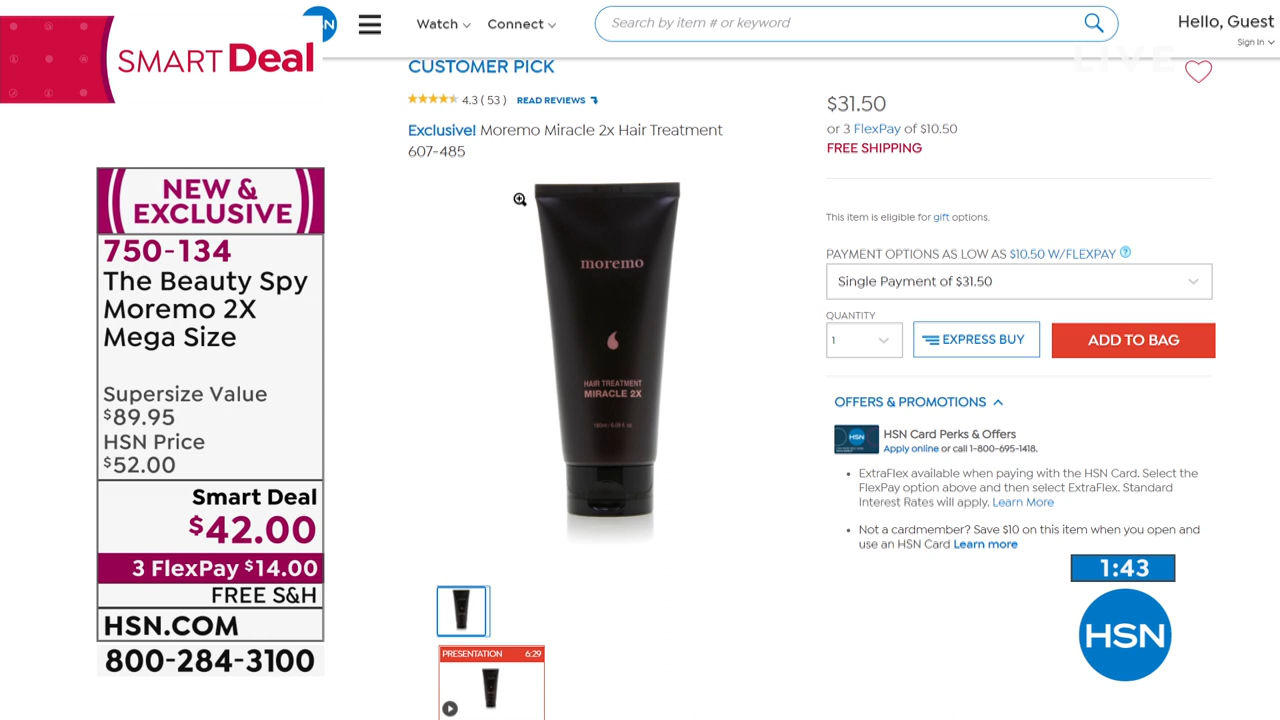 SMART Deal
N
Watch
Connect
Search by item # or keyword
Hello, Guest
Sign In
LIVE
CUSTOMER PICK
4.3 ( 53 )
READ REVIEWS
Exclusive! Moremo Miracle 2x Hair Treatment
607-485
$31.50
or 3 FlexPay of $10.50
FREE SHIPPING
This item is eligible for gift options.
PAYMENT OPTIONS AS LOW AS $10.50 W/FLEXPAY ?
Single Payment of $31.50
QUANTITY
1
EXPRESS BUY
ADD TO BAG
OFFERS & PROMOTIONS
HSN
HSN Card Perks & Offers
Apply online or call 1-800-695-1418.
• ExtraFlex available when paying with the HSN Card. Select the
FlexPay option above and then select ExtraFlex. Standard
Interest Rates will apply. Learn More
• Not a cardmember? Save $10 on this item when you open and
use an HSN Card Learn more
NEW &
EXCLUSIVE
750-134
The Beauty Spy
Moremo 2X
Mega Size
Supersize Value
$89.95
HSN Price
$52.00
Smart Deal
$42.00
3 FlexPay $14.00
FREE S&H
HSN.COM
800-284-3100
moremo
HAIR TREATMENT
MIRACLE 2X
PRESENTATION 6:29
1:43
HSN